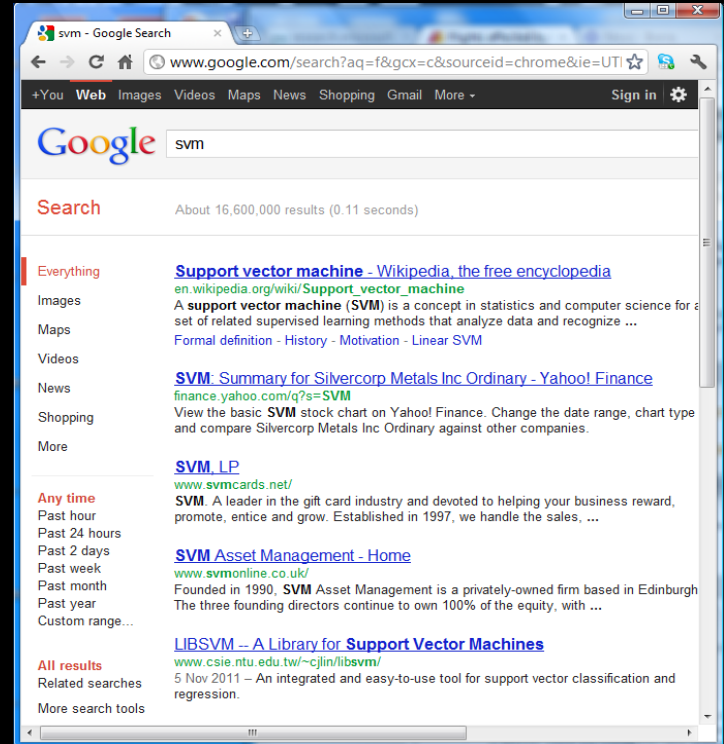 svm - Google Search
www.google.com/search?aq=f&gcx=c&sourceid=chrome&ie=UTI
+You Web Images Videos Maps News Shopping Gmail More Sign in
Google svm
Search About 16,600,000 results (0.11 seconds)
Everything
Images
Maps
Videos
News
Shopping
More
Any time
Past hour
Past 24 hours
Past 2 days
Past week
Past month
Past year
Custom range...
All results
Related searches
More search tools
Support vector machine - Wikipedia, the free encyclopedia
en.wikipedia.org/wiki/Support_vector_machine
A support vector machine (SVM) is a concept in statistics and computer science for a
set of related supervised learning methods that analyze data and recognize ...
Formal definition - History - Motivation - Linear SVM
SVM: Summary for Silvercorp Metals Inc Ordinary - Yahoo! Finance
finance.yahoo.com/q?s=SVM
View the basic SVM stock chart on Yahoo! Finance. Change the date range, chart type
and compare Silvercorp Metals Inc Ordinary against other companies.
SVM, LP
www.svmcards.net/
SVM. A leader in the gift card industry and devoted to helping your business reward,
promote, entice and grow. Established in 1997, we handle the sales, ...
SVM Asset Management - Home
www.svmonline.co.uk/
Founded in 1990, SVM Asset Management is a privately-owned firm based in Edinburgh
The three founding directors continue to own 100% of the equity, with ...
LIBSVM -- A Library for Support Vector Machines
www.csie.ntu.edu.tw/~cjlin/libsvm/
5 Nov 2011 – An integrated and easy-to-use tool for support vector classification and
regression.